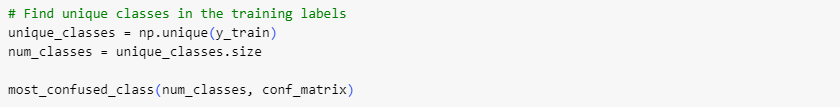 # Find unique classes in the training labels
unique_classes = np.unique(y_train)
num_classes = unique_classes.size
most_confused_class(num_classes, conf_matrix)